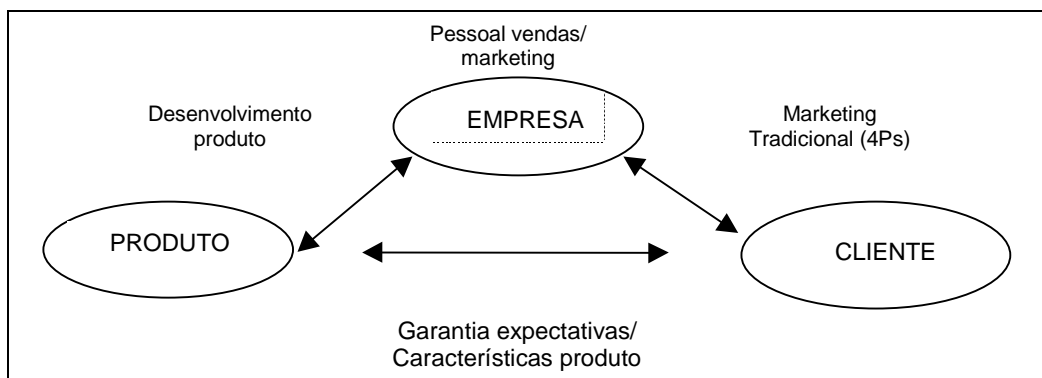 Pessoal vendas/
marketing
Desenvolvimento
produto
EMPRESA
Marketing
Tradicional (4Ps)
PRODUTO
CLIENTE
Garantia expectativas/
Características produto